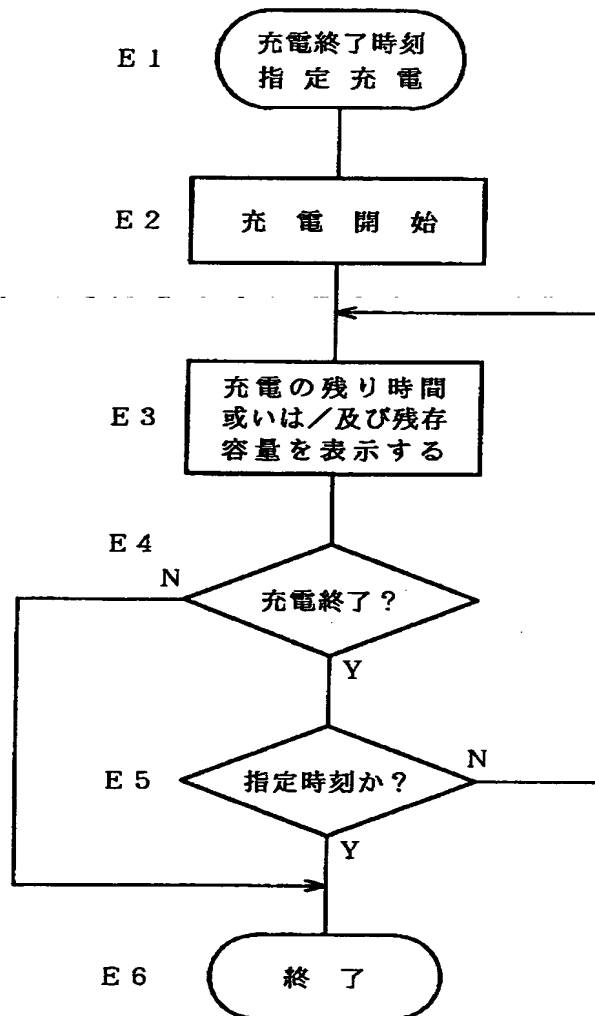 E1
充電終了時刻
指定充電
E2
充電開始
E3
充電の残り時間
或いは/及び残存
容量を表示する
E4
N
充電終了?
Y
E5
指定時刻か?
N
Y
E6
終了